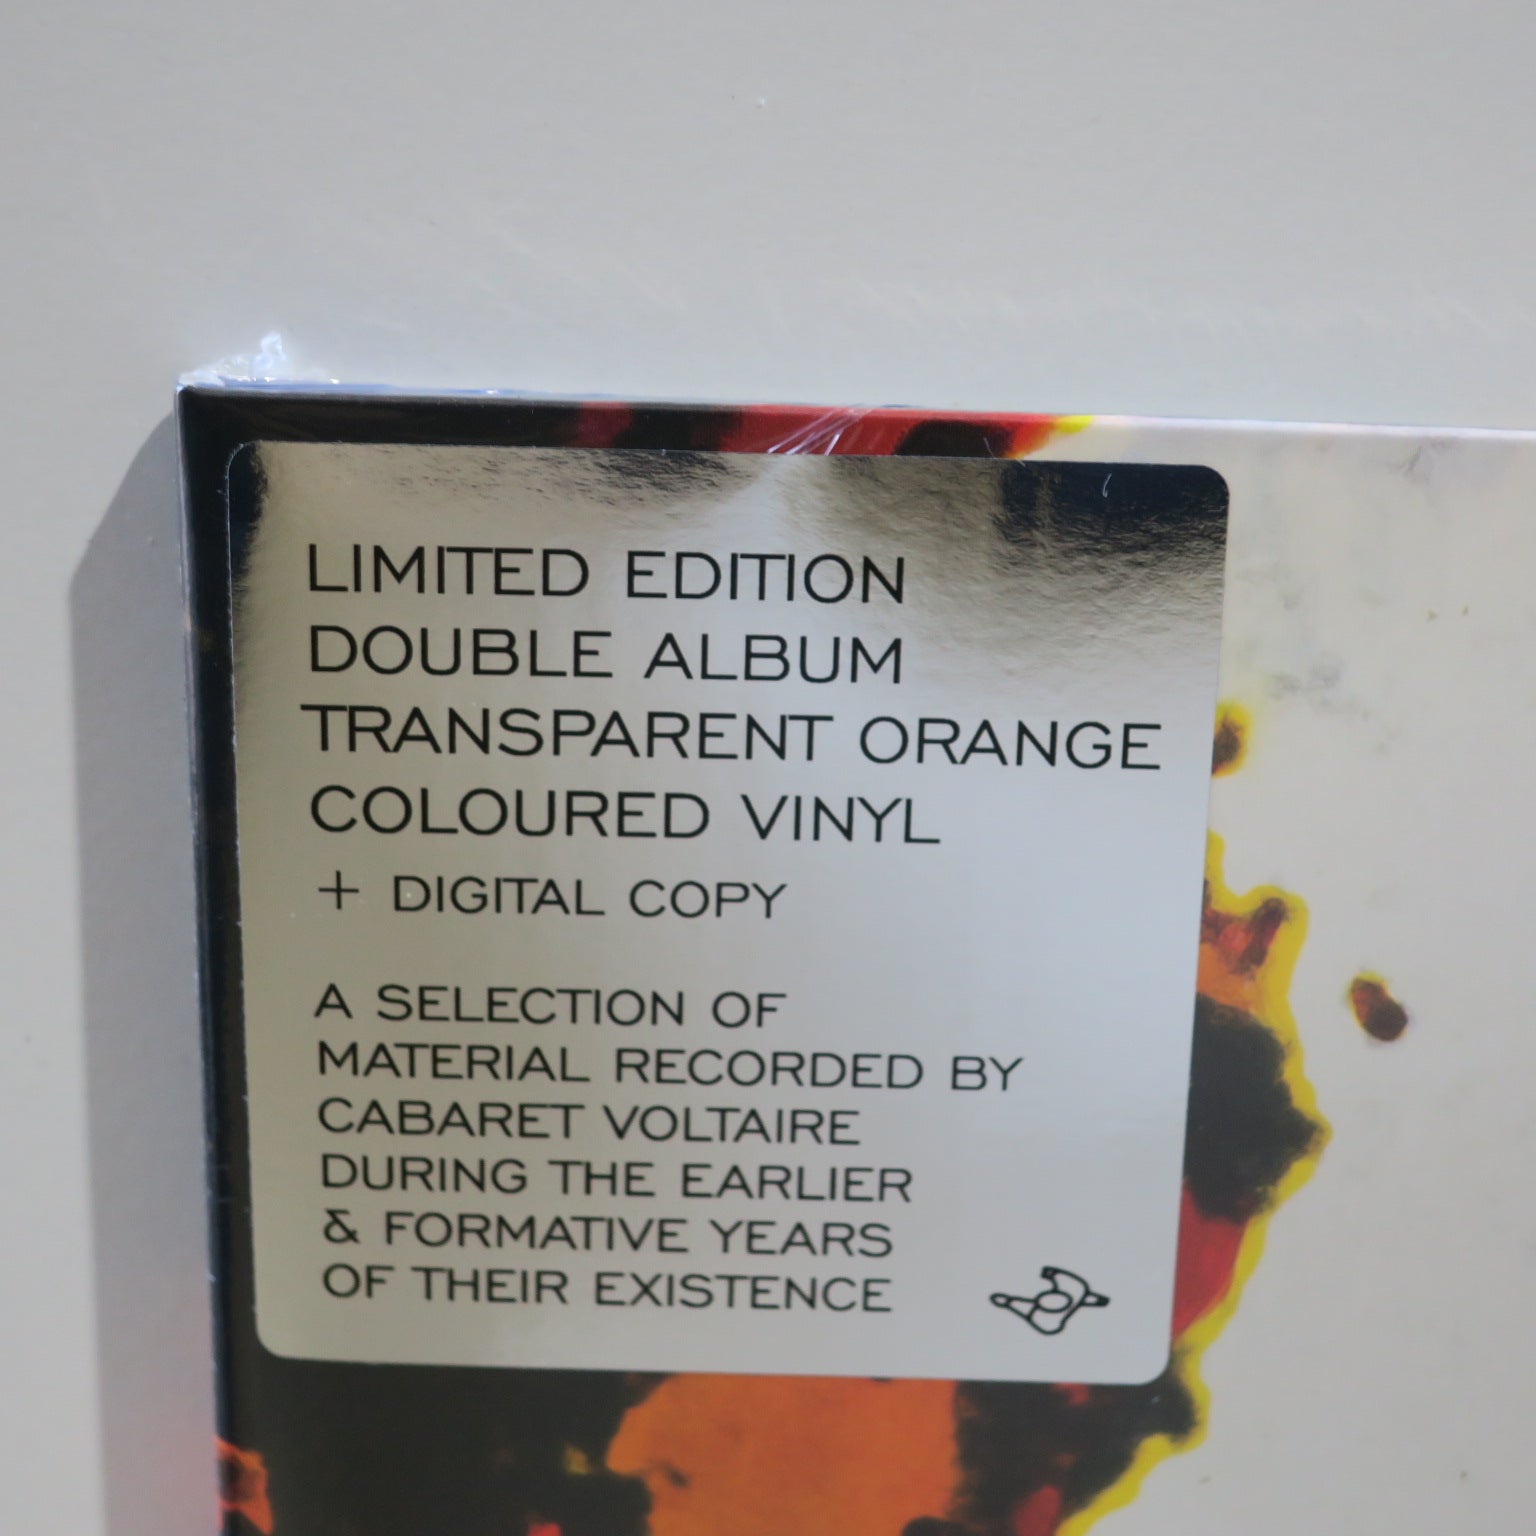 LIMITED EDITION
DOUBLE ALBUM
TRANSPARENT ORANGE
COLOURED VINYL
+ DIGITAL COPY
A SELECTION OF
MATERIAL RECORDED BY
CABARET VOLTAIRE
DURING THE EARLIER
& FORMATIVE YEARS
OF THEIR EXISTENCE